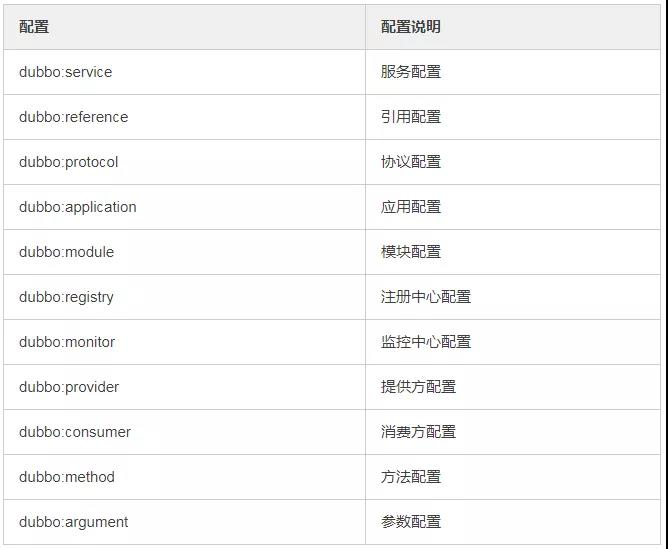 配置 配置说明
dubbo:service 服务配置
dubbo:reference 引用配置
dubbo:protocol 协议配置
dubbo:application 应用配置
dubbo:module 模块配置
dubbo:registry 注册中心配置
dubbo:monitor 监控中心配置
dubbo:provider 提供方配置
dubbo:consumer 消费方配置
dubbo:method 方法配置
dubbo:argument 参数配置